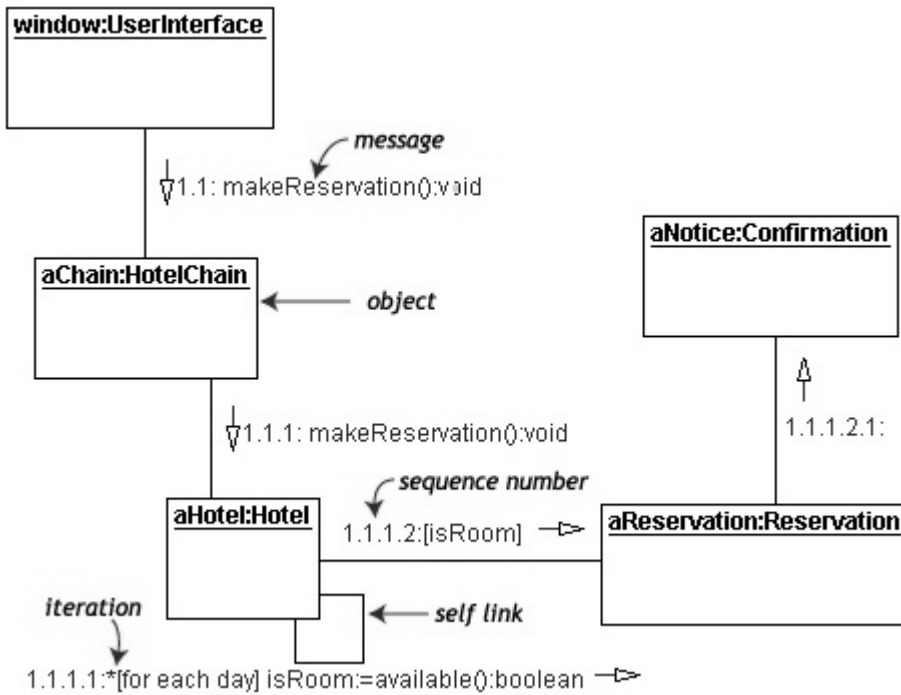 window:UserInterface
message
1.1: makeReservation():void
aNotice:Confirmation
aChain:HotelChain
object
1.1.1: makeReservation():void
1.1.1.2.1:
sequence number
aHotel:Hotel
1.1.1.2:[isRoom]
aReservation:Reservation
iteration
self link
1.1.1.1:*[for each day] isRoom:=available():boolean